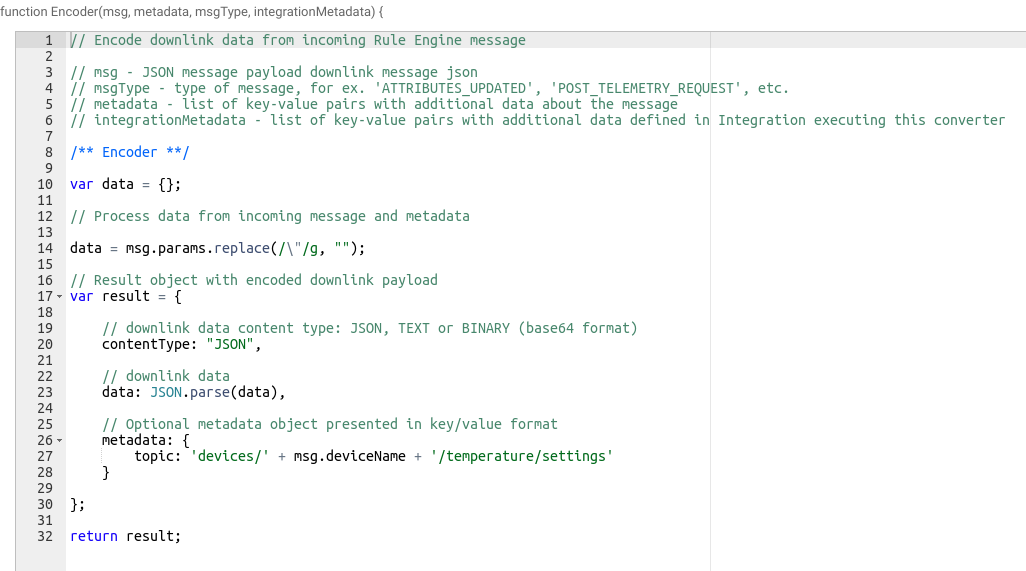 function Encoder(msg, metadata, msgType, integrationMetadata) {
1 // Encode downlink data from incoming Rule Engine message
2
3 // msg - JSON message payload downlink message json
4 // msgType - type of message, for ex. 'ATTRIBUTES_UPDATED', 'POST_TELEMETRY_REQUEST', etc.
5 // metadata - list of key-value pairs with additional data about the message
6 // integrationMetadata - list of key-value pairs with additional data defined in Integration executing this converter
7
8 /** Encoder **/
9
10 var data = {};
11
12 // Process data from incoming message and metadata
13
14 data = msg.params.replace(/\"/g, "");
15
16 // Result object with encoded downlink payload
17 var result = {
18
19     // downlink data content type: JSON, TEXT or BINARY (base64 format)
20     contentType: "JSON",
21
22     // downlink data
23     data: JSON.parse(data),
24
25     // Optional metadata object presented in key/value format
26     metadata: {
27         topic: 'devices/' + msg.deviceName + '/temperature/settings'
28     }
29
30 };
31
32 return result;